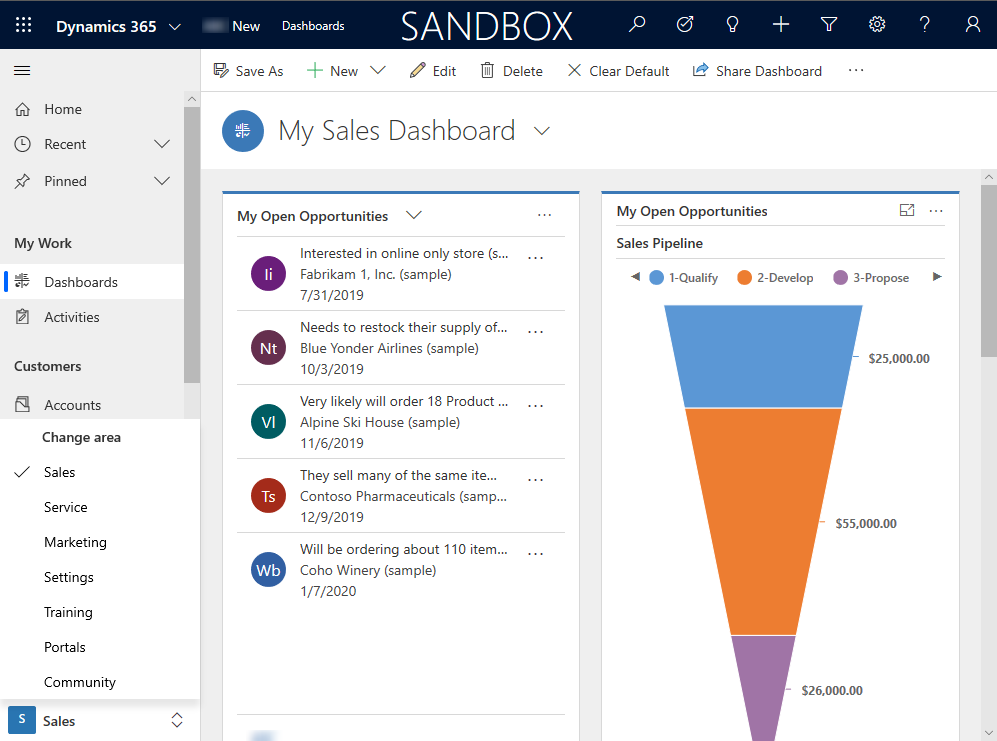 Dynamics 365
New
Dashboards
SANDBOX
Save As
New
Edit
Delete
Clear Default
Share Dashboard
Home
Recent
Pinned
My Work
Dashboards
Activities
Customers
Accounts
Change area
Sales
Service
Marketing
Settings
Training
Portals
Community
S
Sales
My Sales Dashboard
My Open Opportunities
Ii
Interested in online only store (s...
Fabrikam 1, Inc. (sample)
7/31/2019
Nt
Needs to restock their supply of...
Blue Yonder Airlines (sample)
10/3/2019
Vl
Very likely will order 18 Product ...
Alpine Ski House (sample)
11/6/2019
Ts
They sell many of the same ite...
Contoso Pharmaceuticals (samp...
12/9/2019
Wb
Will be ordering about 110 item...
Coho Winery (sample)
1/7/2020
My Open Opportunities
Sales Pipeline
1-Qualify
2-Develop
3-Propose
$25,000.00
$55,000.00
$26,000.00